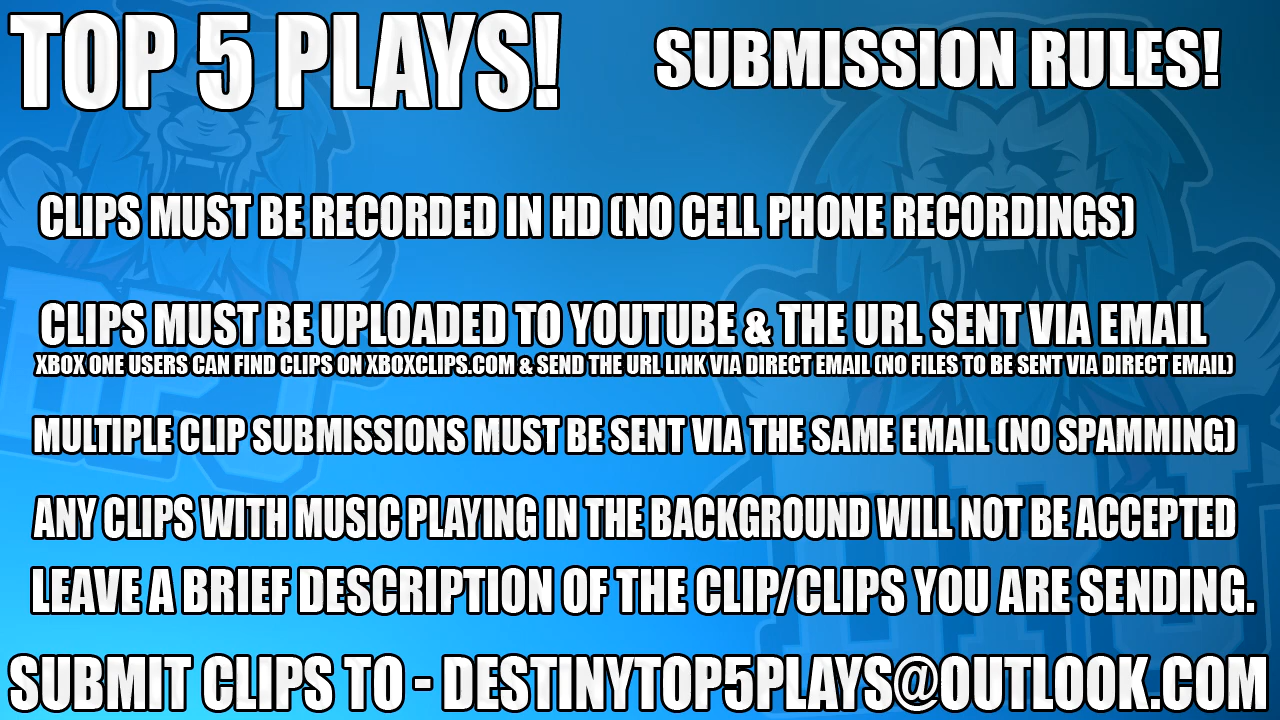 TOP 5 PLAYS!
SUBMISSION RULES!
CLIPS MUST BE RECORDED IN HD (NO CELL PHONE RECORDINGS)
CLIPS MUST BE UPLOADED TO YOUTUBE & THE URL SENT VIA EMAIL
XBOX ONE USERS CAN FIND CLIPS ON XBOXCLIPS.COM & SEND THE URL LINK VIA DIRECT EMAIL (NO FILES TO BE SENT VIA DIRECT EMAIL)
MULTIPLE CLIP SUBMISSIONS MUST BE SENT VIA THE SAME EMAIL (NO SPAMMING)
ANY CLIPS WITH MUSIC PLAYING IN THE BACKGROUND WILL NOT BE ACCEPTED
LEAVE A BRIEF DESCRIPTION OF THE CLIP/CLIPS YOU ARE SENDING.
SUBMIT CLIPS TO - DESTINYTOP5PLAYS@OUTLOOK.COM